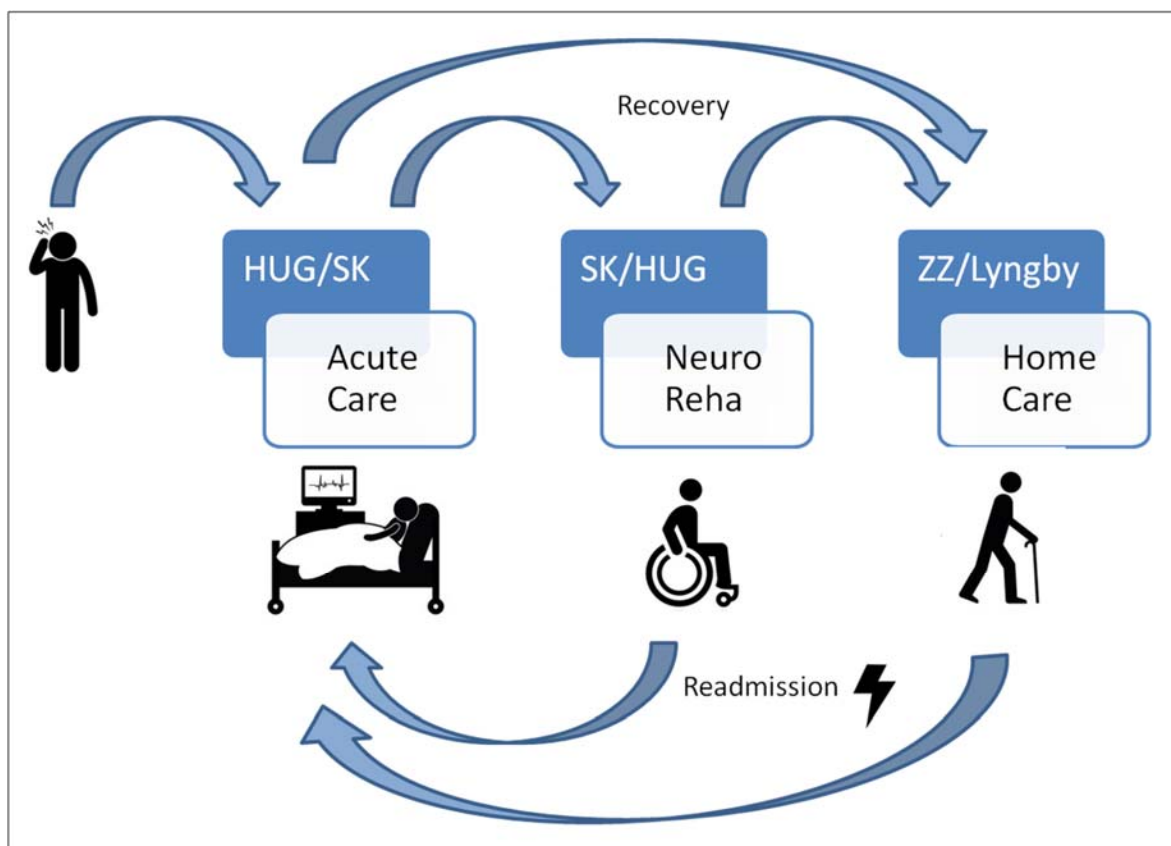 Recovery
HUG/SK
Acute
Care
SK/HUG
Neuro
Reha
ZZ/Lyngby
Home
Care
Readmission